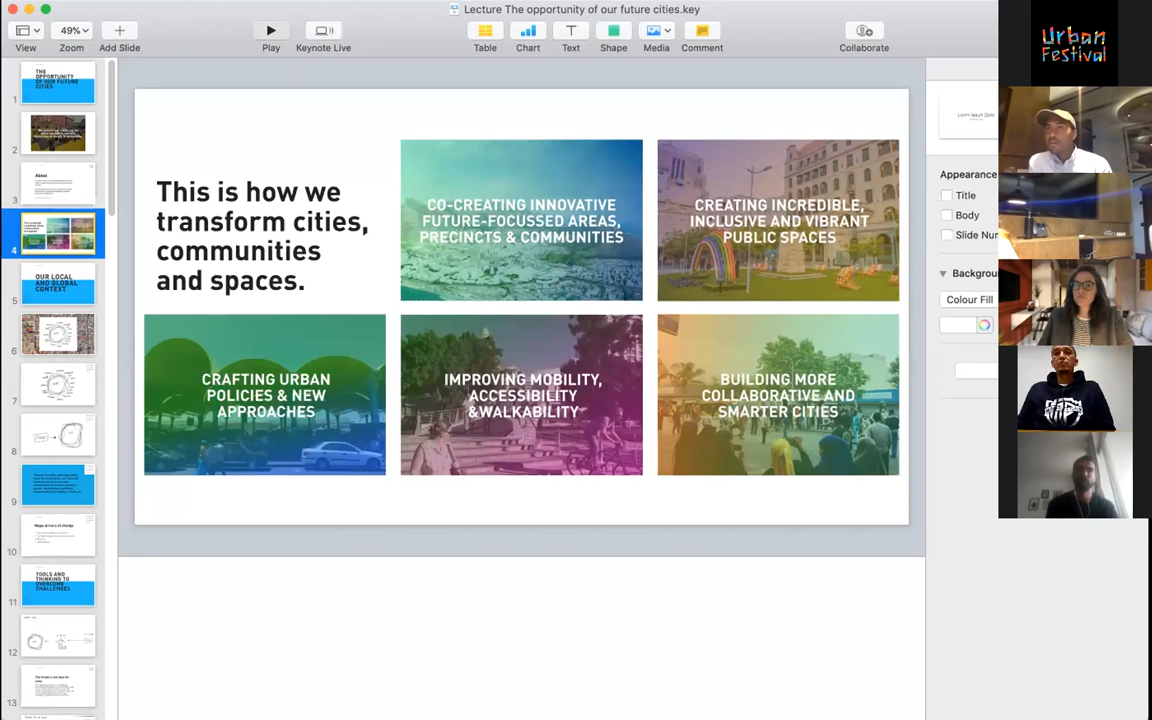 Lecture The opportunity of our future cities.key
View
49%
Zoom
Add Slide
Play
Keynote Live
Table
Chart
Text
Shape
Media
Comment
Collaborate
Urban
Festival
1
THE
OPPORTUNITY
OF OUR FUTURE
CITIES
2
3
About
4
5
OUR LOCAL
AND GLOBAL
CONTEXT
6
7
8
9
10
Mega drivers of change
11
TOOLS AND
THINKING TO
OVERCOME
CHALLENGES
12
13
This is how we
transform cities,
communities
and spaces.
CO-CREATING INNOVATIVE
FUTURE-FOCUSSED AREAS,
PRECINCTS & COMMUNITIES
CREATING INCREDIBLE,
INCLUSIVE AND VIBRANT
PUBLIC SPACES
CRAFTING URBAN
POLICIES & NEW
APPROACHES
IMPROVING MOBILITY,
ACCESSIBILITY
&WALKABILITY
BUILDING MORE
COLLABORATIVE AND
SMARTER CITIES
Appearance
Title
Body
Slide Num
Backgrou
Colour Fill